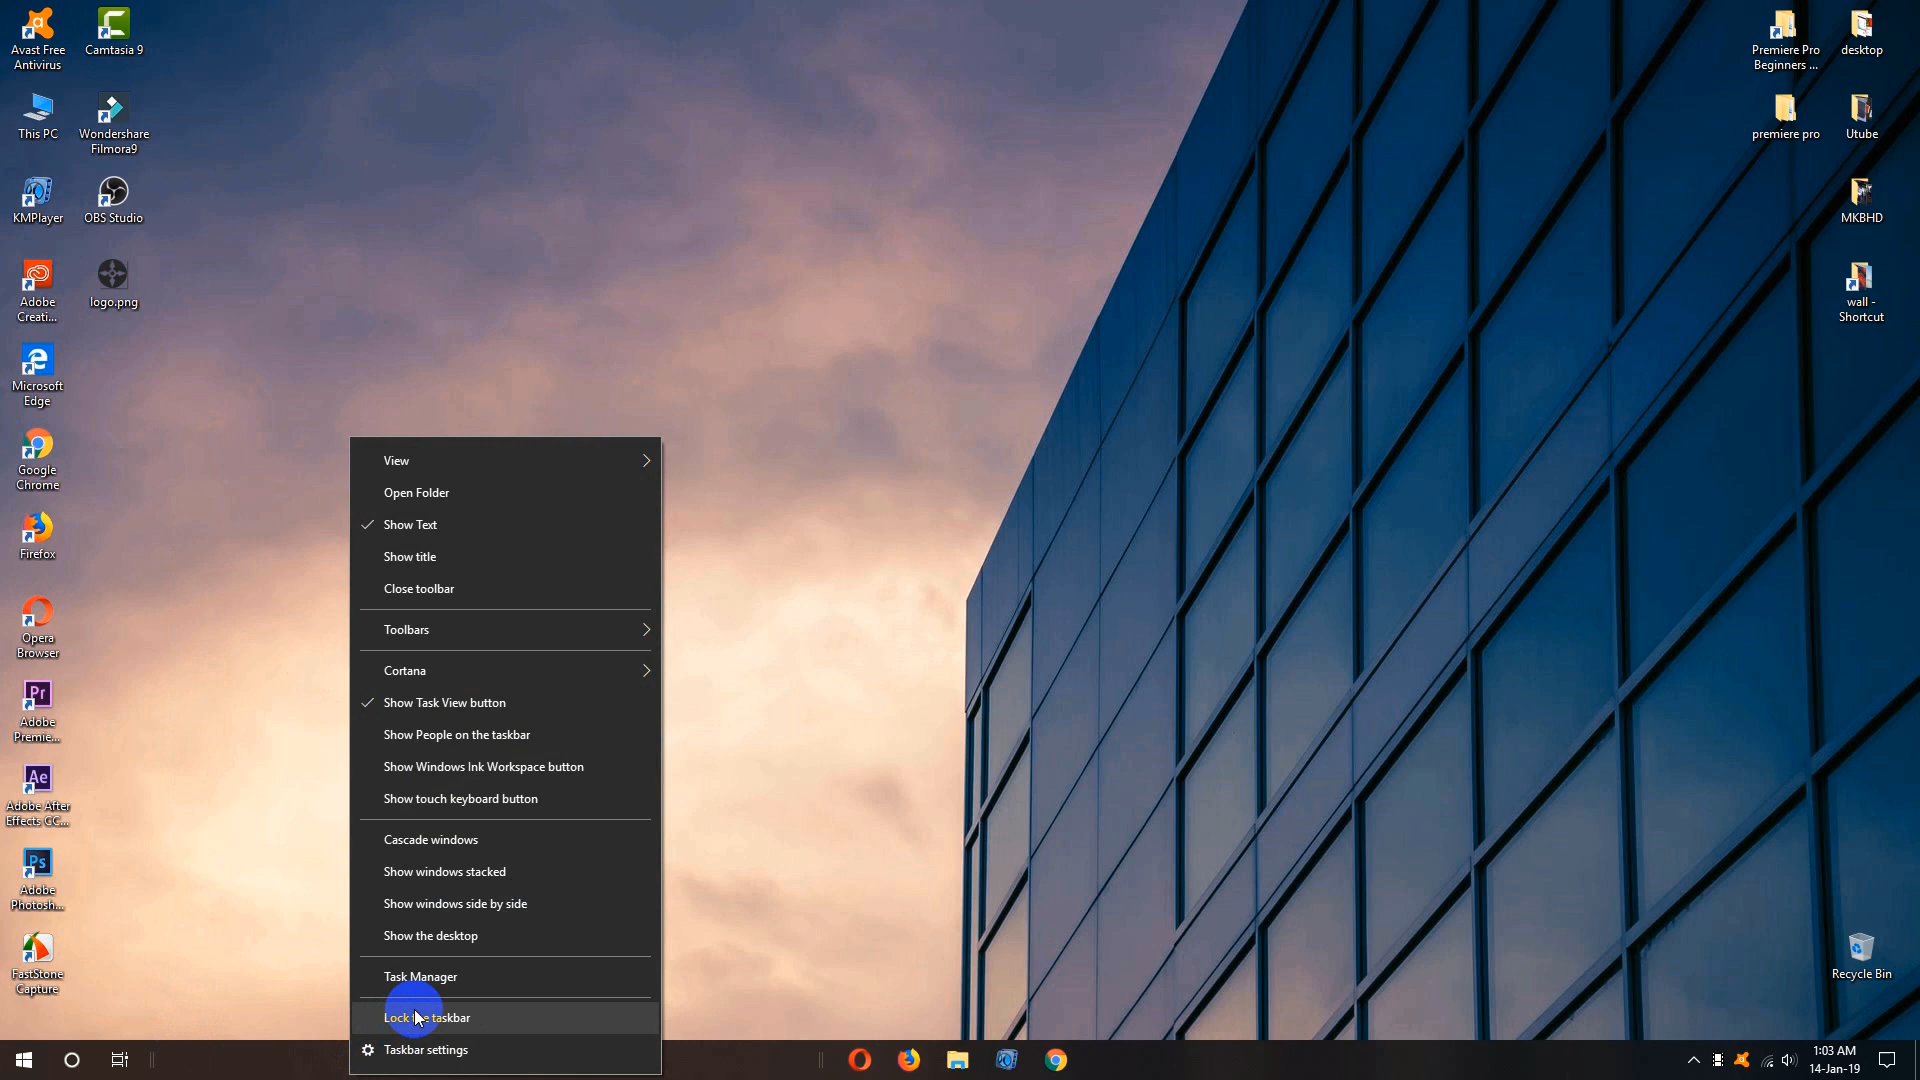 Avast Free
Antivirus
Camtasia 9
This PC
Wondershare
Filmora9
KMPlayer
OBS Studio
Adobe
Creati...
logo.png
Microsoft
Edge
Google
Chrome
Firefox
Opera
Browser
Pr
Adobe
Premie...
Ae
Adobe After
Effects CC...
Ps
Adobe
Photosh...
FastStone
Capture
View
Open Folder
Show Text
Show title
Close toolbar
Toolbars
Cortana
Show Task View button
Show People on the taskbar
Show Windows Ink Workspace button
Show touch keyboard button
Cascade windows
Show windows stacked
Show windows side by side
Show the desktop
Task Manager
Lock the taskbar
Taskbar settings
Premiere Pro
Beginners ...
desktop
premiere pro
Utube
MKBHD
wall -
Shortcut
Recycle Bin
1:03 AM
14-Jan-19